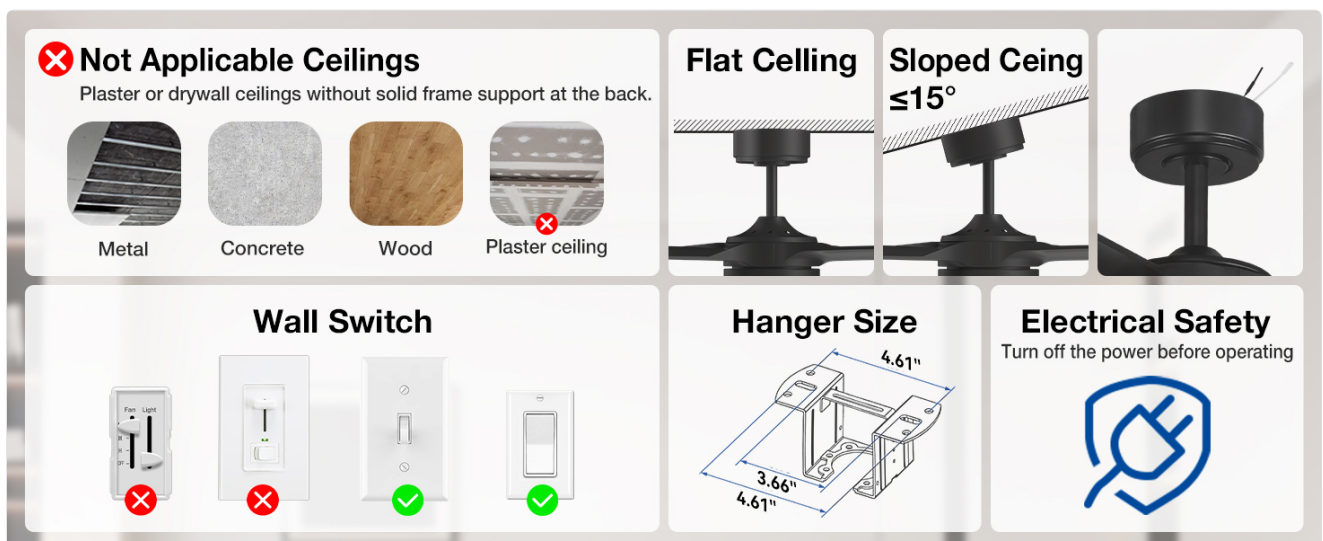 Not Applicable Ceilings
Plaster or drywall ceilings without solid frame support at the back.
Metal
Concrete
Wood
Plaster ceiling
Flat Celling
Sloped Ceing
≤15°
Wall Switch
Fan Light
Hanger Size
4.61"
3.66"
4.61"
Electrical Safety
Turn off the power before operating